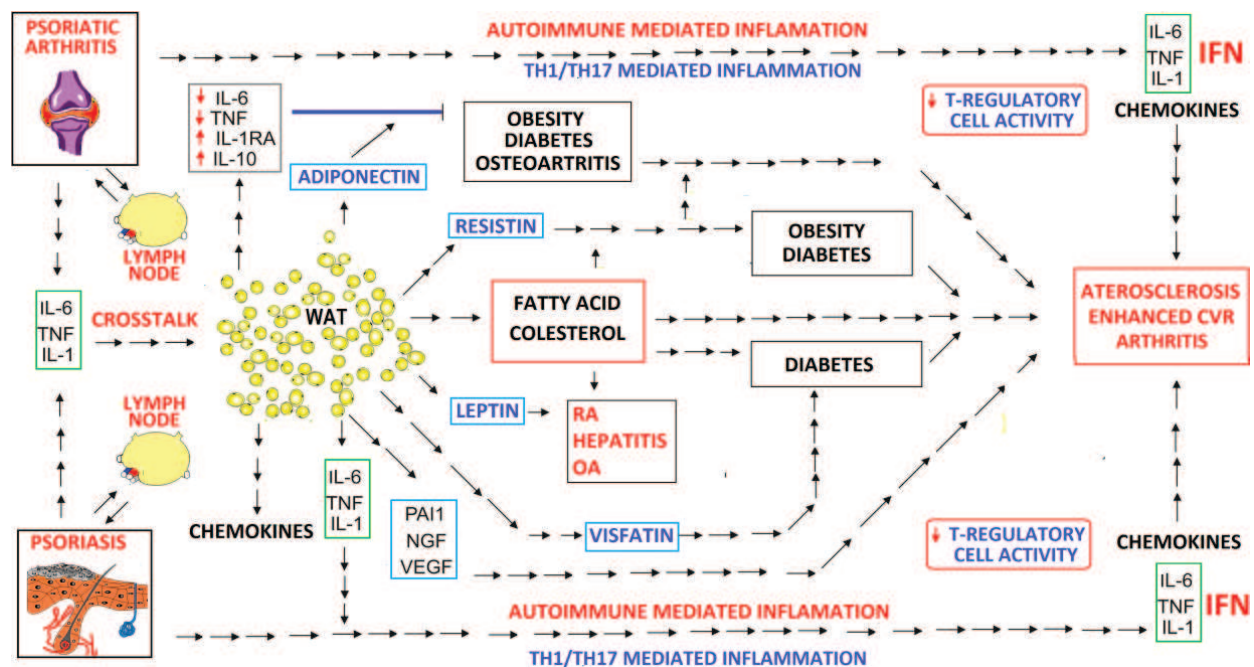 PSORIATIC
ARTHRITIS
AUTOIMMUNE MEDIATED INFLAMATION
TH1/TH17 MEDIATED INFLAMMATION
IL-6
TNF
IL-1
IFN
CHEMOKINES
T-REGULATORY
CELL ACTIVITY
IL-6
TNF
IL-1RA
IL-10
ADIPONECTIN
OBESITY
DIABETES
OSTEOARTRITIS
LYMPH
NODE
RESISTIN
OBESITY
DIABETES
IL-6
TNF
IL-1
CROSSTALK
WAT
FATTY ACID
COLESTEROL
ATEROSCLEROSIS
ENHANCED CVR
ARTHRITIS
DIABETES
LYMPH
NODE
LEPTIN
RA
HEPATITIS
OA
CHEMOKINES
IL-6
TNF
IL-1
PAI1
NGF
VEGF
VISFATIN
T-REGULATORY
CELL ACTIVITY
CHEMOKINES
PSORIASIS
IL-6
TNF
IL-1
IFN
AUTOIMMUNE MEDIATED INFLAMATION
TH1/TH17 MEDIATED INFLAMMATION